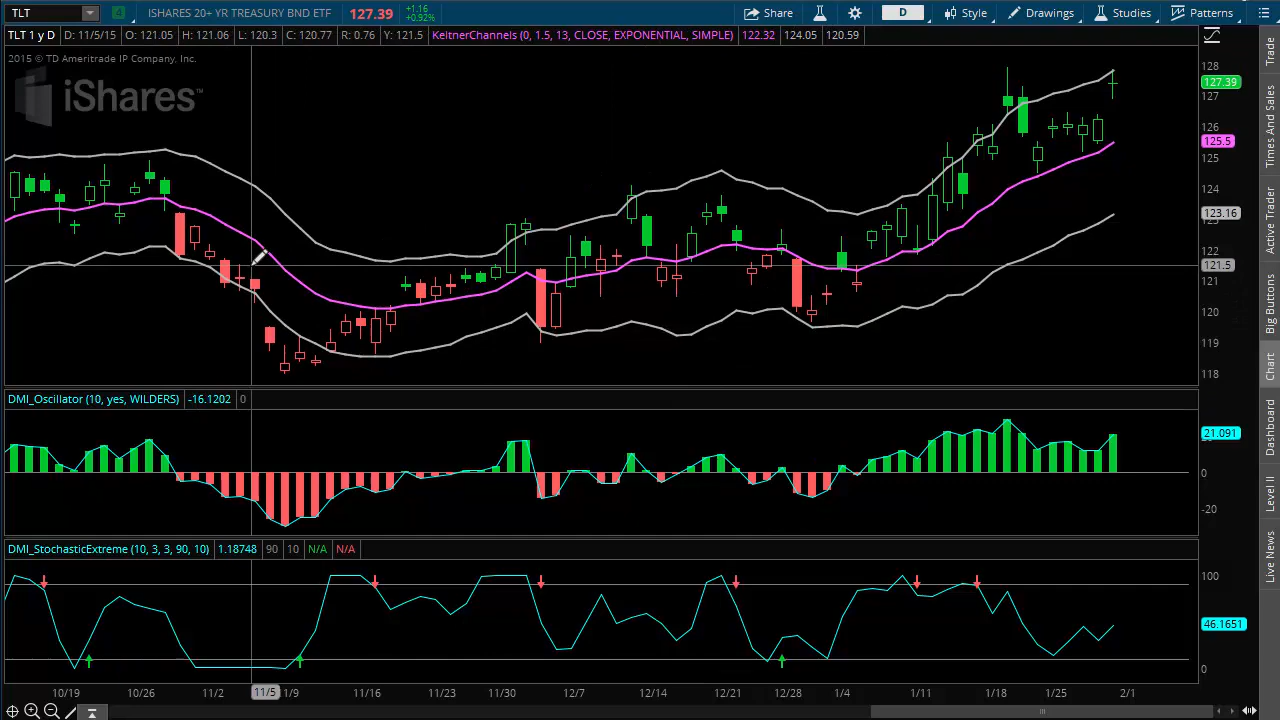 TLT 4 ISHARES 20+ YR TREASURY BND ETF 127.39 +1.16 +0.92% Share D Style Drawings Studies Patterns
TLT 1 y D D: 11/5/15 O: 121.05 H: 121.06 L: 120.3 C: 120.77 R: 0.76 Y: 121.5 KeltnerChannels (0, 1.5, 13, CLOSE, EXPONENTIAL, SIMPLE) 122.32 124.05 120.59
2015 © TD Ameritrade IP Company, Inc.
iShares™
128
127.39
127
126
125.5
125
124
123.16
122
121.5
121
120
119
118
DMI_Oscillator (10, yes, WILDERS) -16.1202 0
21.091
0
-20
DMI_StochasticExtreme (10, 3, 3, 90, 10) 1.18748 90 10 N/A N/A
100
46.1651
0
10/19 10/26 11/2 11/5 11/9 11/16 11/23 11/30 12/7 12/14 12/21 12/28 1/4 1/11 1/18 1/25 2/1
Trade
Times And Sales
Active Trader
Big Buttons
Chart
Dashboard
Level II
Live News